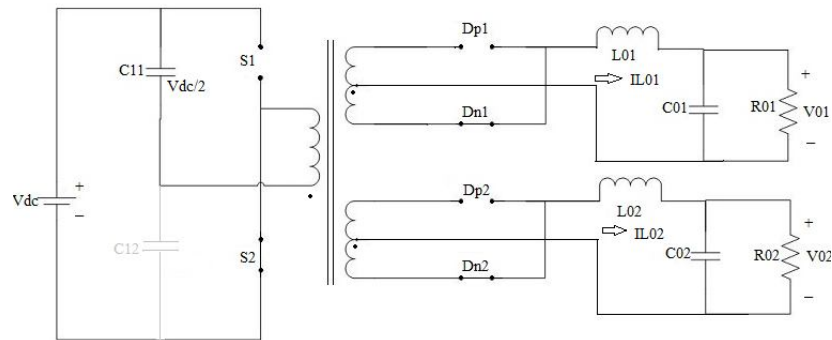 Vdc
+
−
C11
Vdc/2
C12
S1
S2
Dp1
Dn1
L01
IL01
C01
R01
+
V01
−
Dp2
Dn2
L02
IL02
C02
R02
+
V02
−